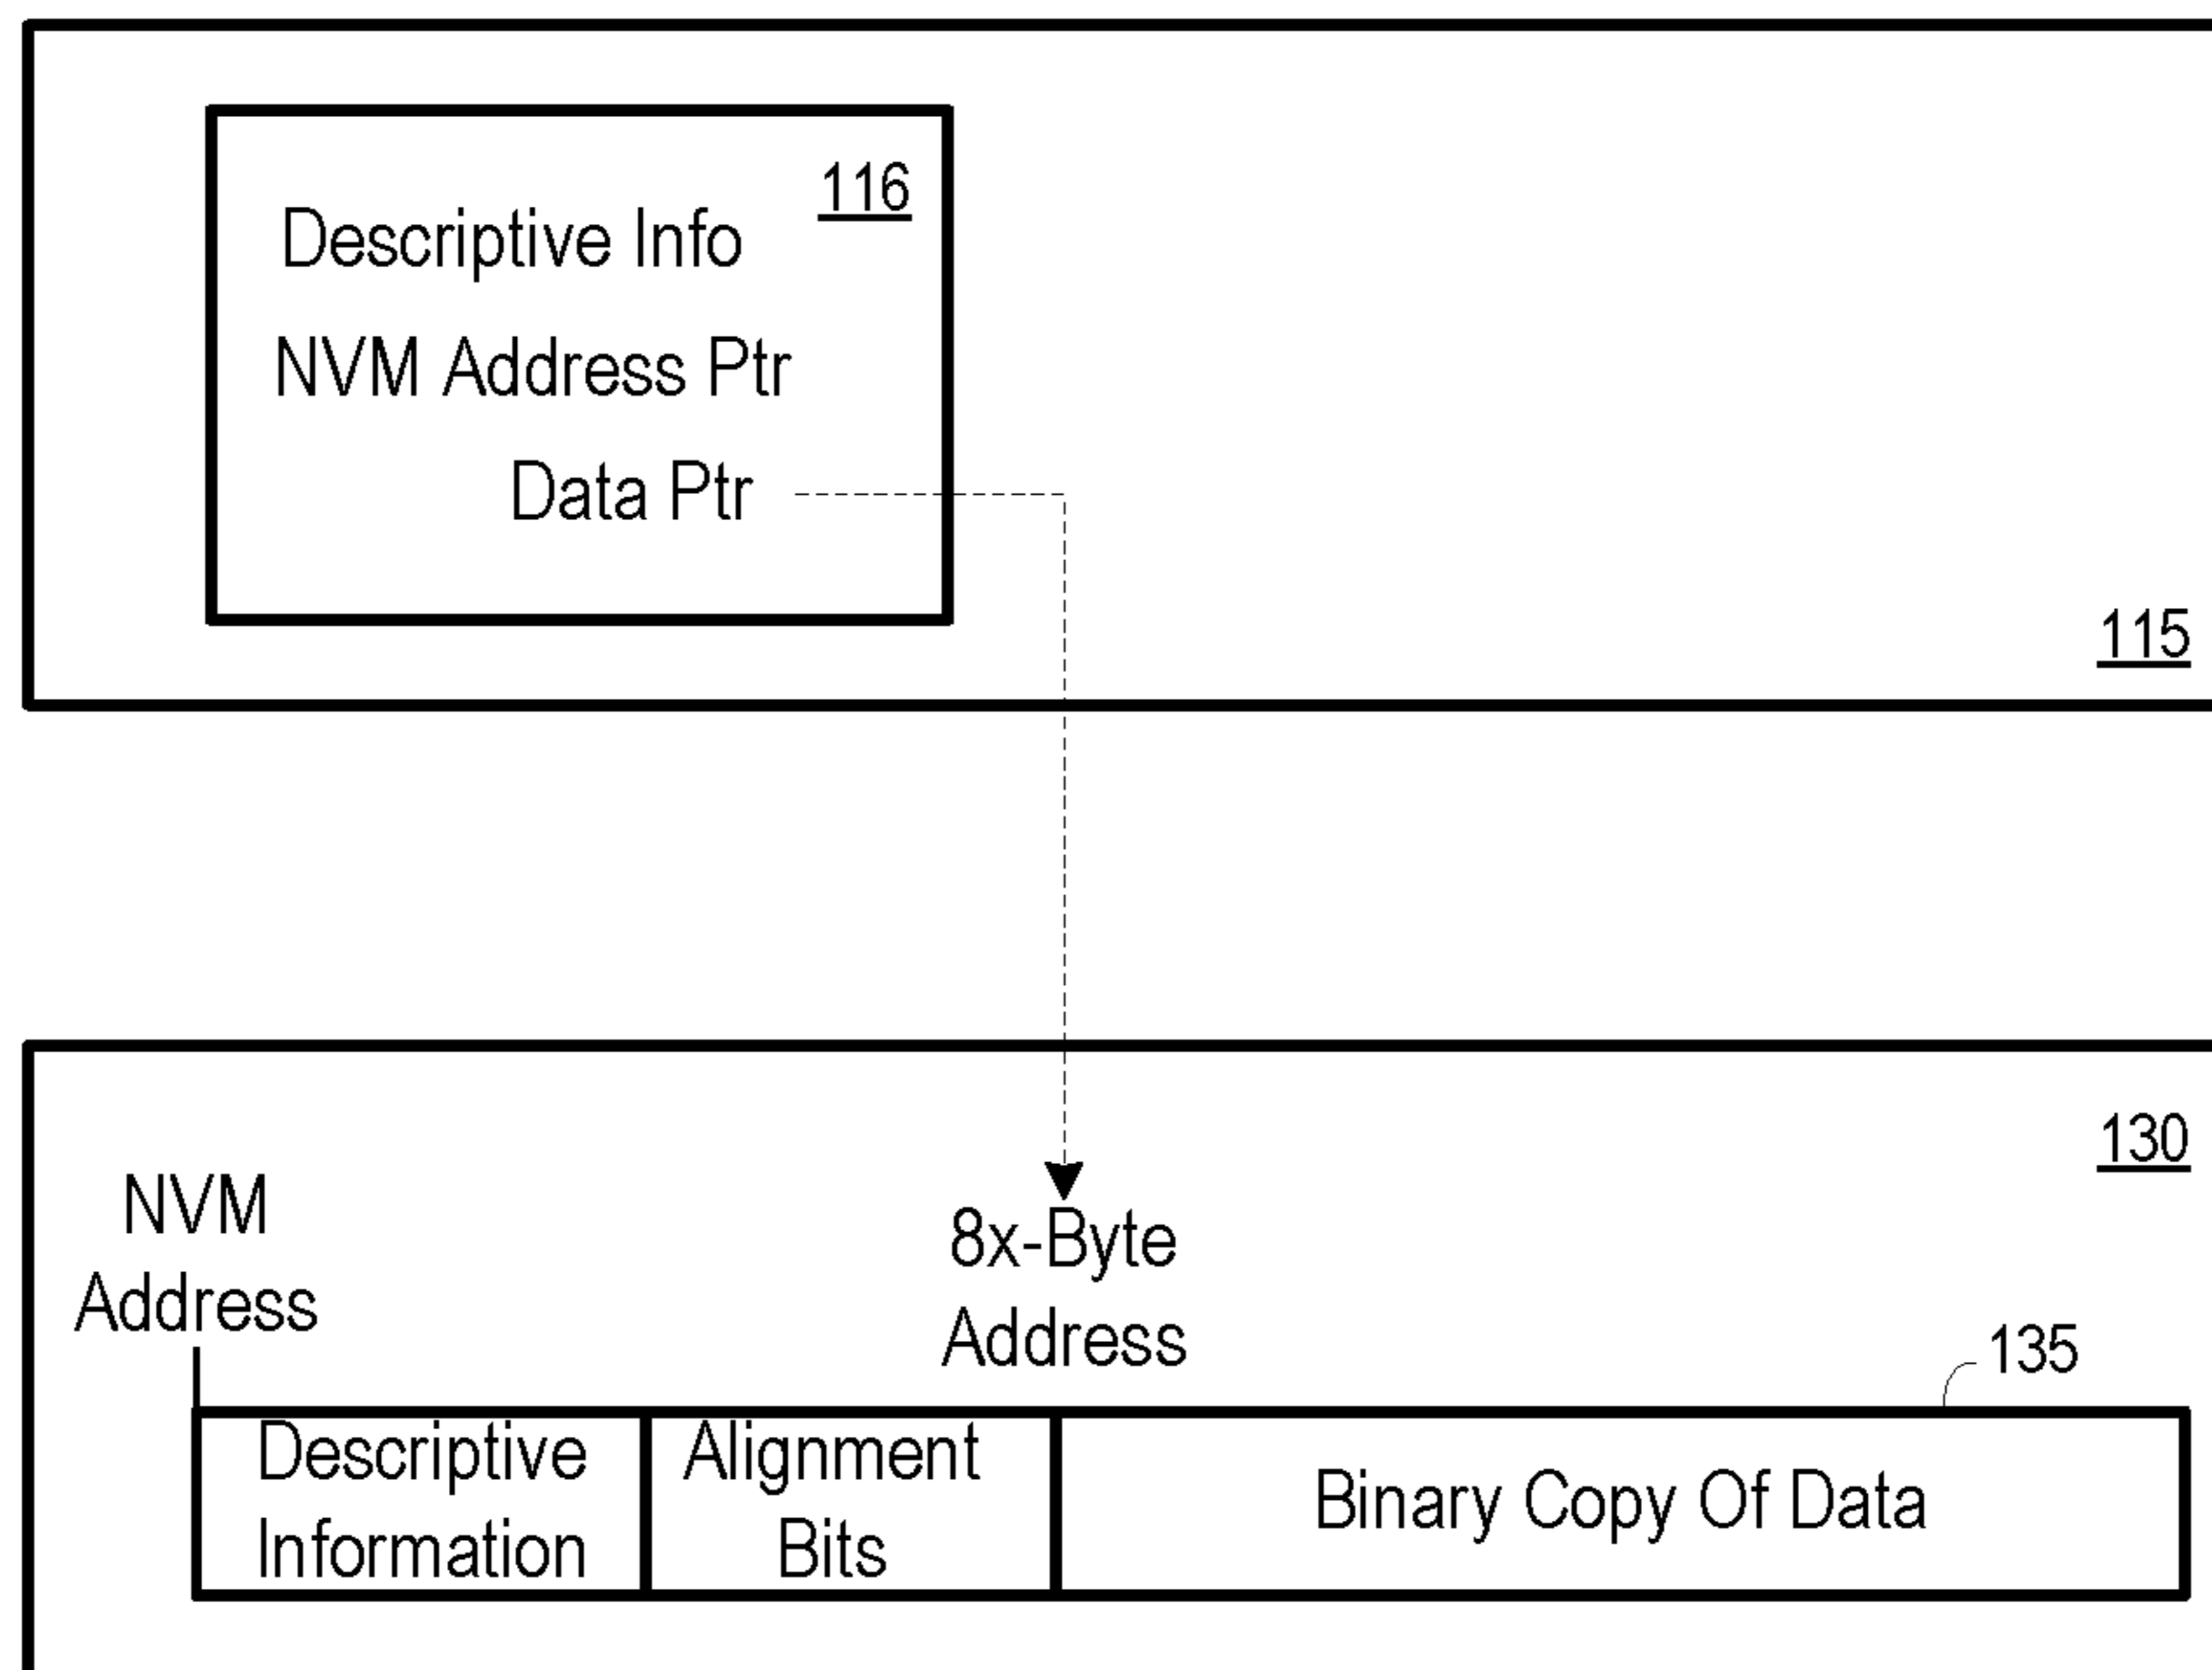 116
Descriptive Info
NVM Address Ptr
Data Ptr
115
130
NVM
Address
8x-Byte
Address
135
Descriptive
Information
Alignment
Bits
Binary Copy Of Data